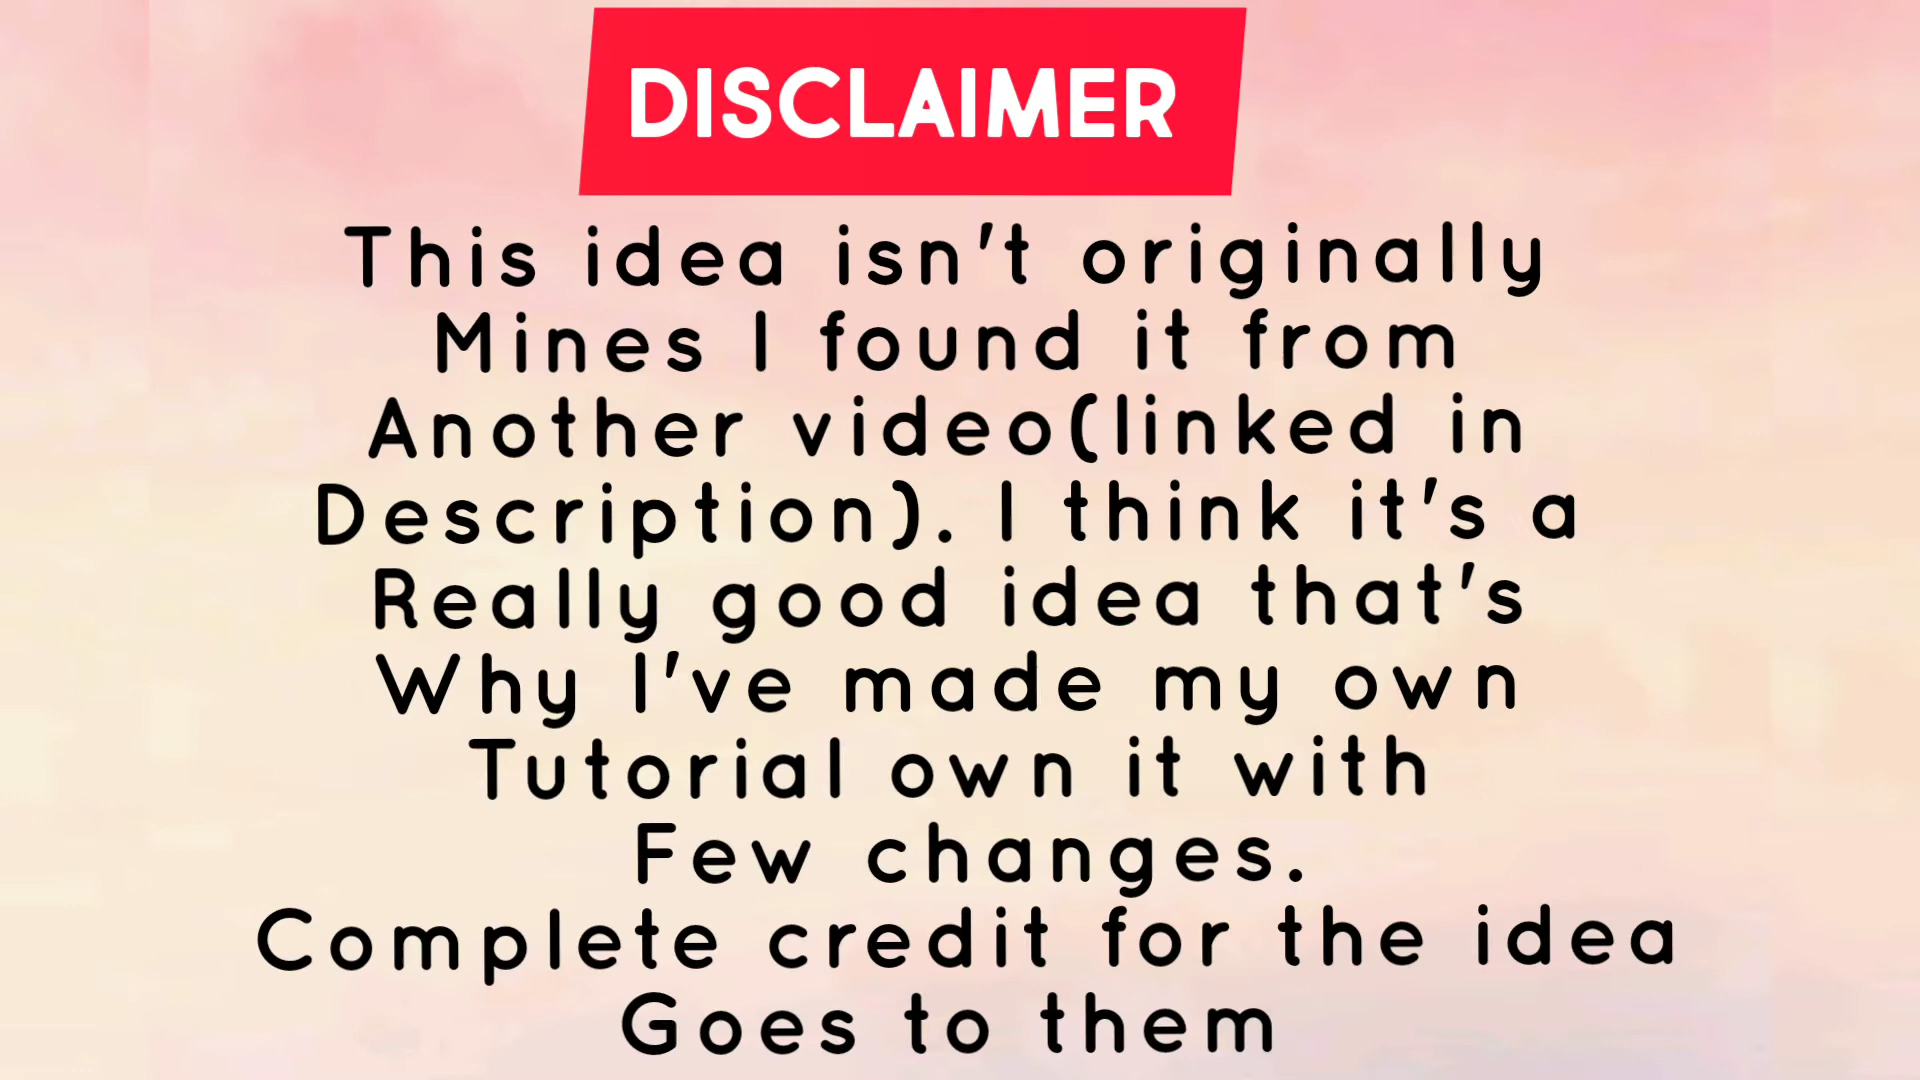 DISCLAIMER
This idea isn't originally
Mines I found it from
Another video(linked in
Description). I think it's a
Really good idea that's
Why I've made my own
Tutorial own it with
Few changes.
Complete credit for the idea
Goes to them